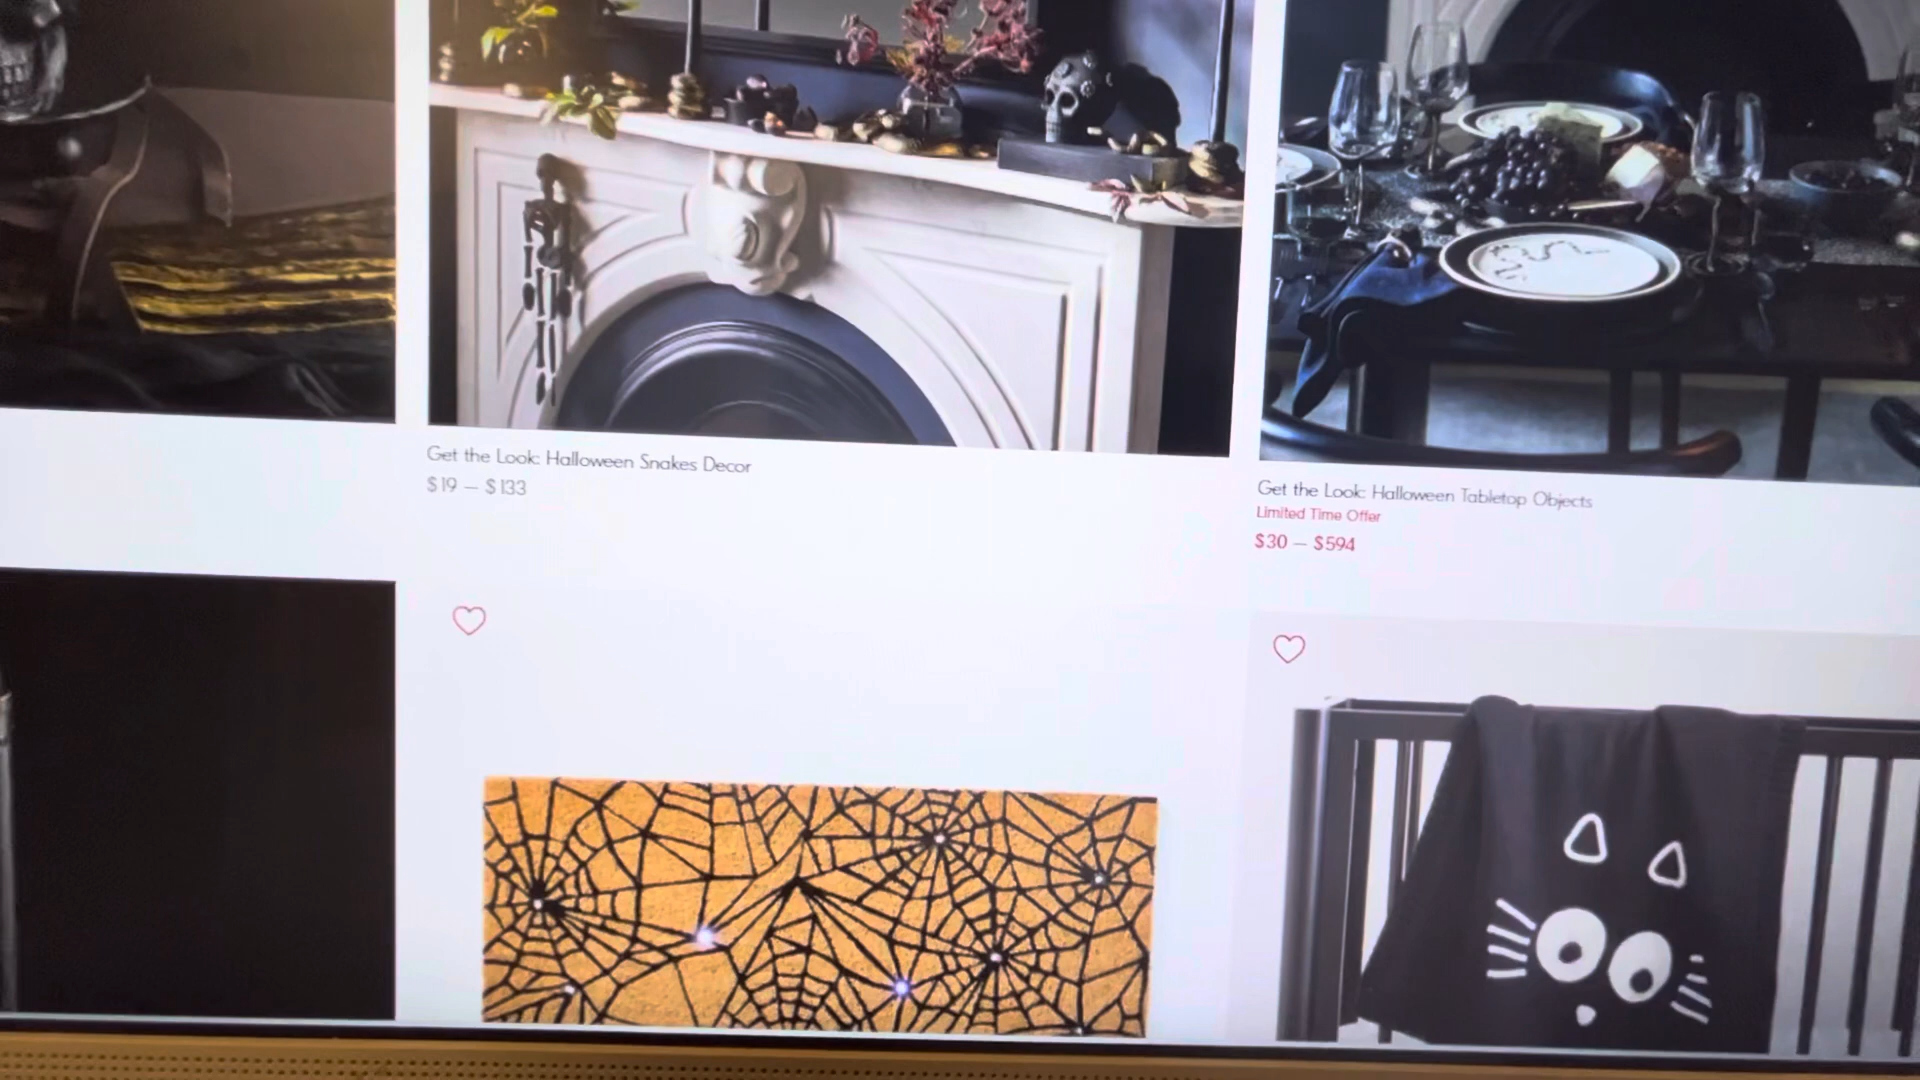 Get the Look: Halloween Snakes Decor
$19 – $133
Get the Look: Halloween Tabletop Objects
Limited Time Offer
$30 – $594